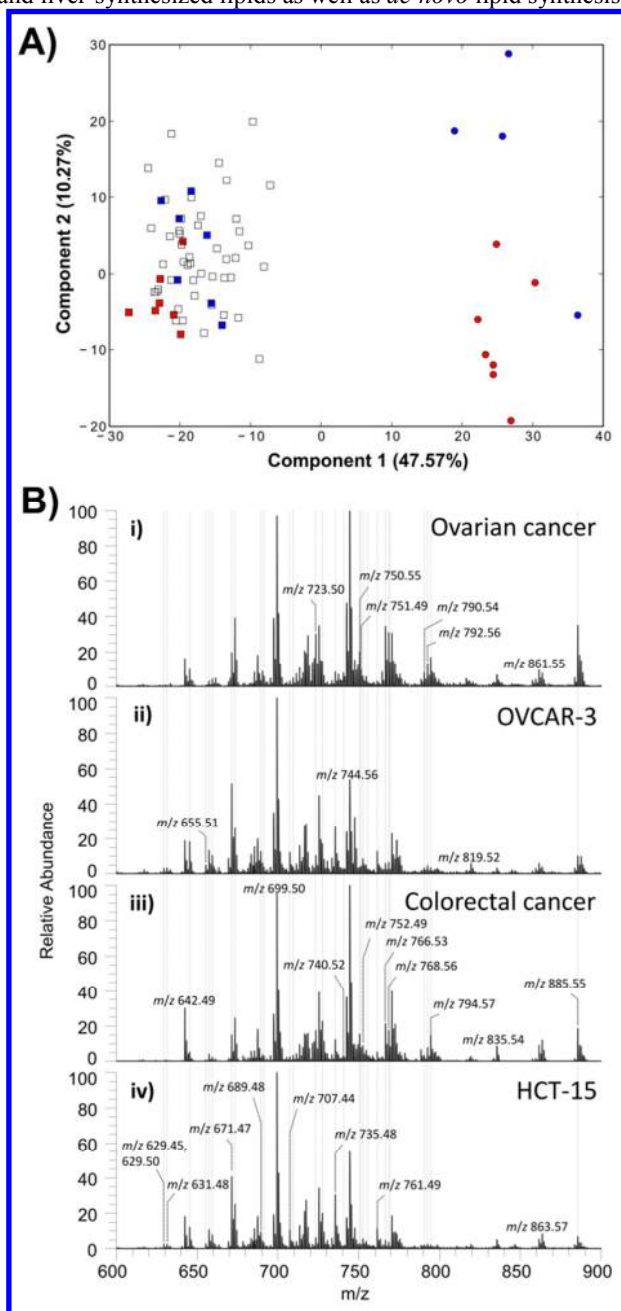 and liver synthesized lipids as well as de novo lipid synthesis
A)
30
20
10
0
−10
−20
−30
−20
−10
0
10
20
30
40
Component 2 (10.27%)
Component 1 (47.57%)
B)
i)
Ovarian cancer
100
80
60
40
20
0
m/z 723.50
m/z 750.55
m/z 751.49
m/z 790.54
m/z 792.56
m/z 861.55
ii)
OVCAR-3
100
80
60
40
20
0
m/z 744.56
m/z 655.51
m/z 819.52
iii)
Colorectal cancer
100
80
60
40
20
0
m/z 699.50
m/z 752.49
m/z 766.53
m/z 740.52
m/z 768.56
m/z 642.49
m/z 794.57
m/z 885.55
m/z 835.54
iv)
HCT-15
100
80
60
40
20
0
m/z 689.48
m/z 707.44
m/z 671.47
m/z 735.48
m/z 629.45,
629.50
m/z 631.48
m/z 761.49
m/z 863.57
Relative Abundance
600
650
700
750
800
850
900
m/z